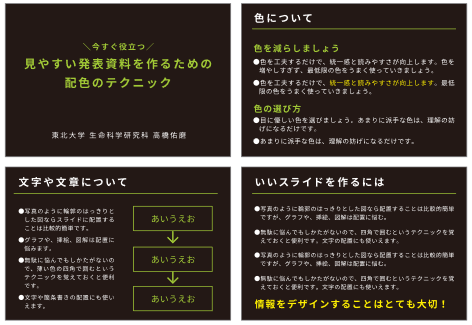 ＼今すぐ役立つ／
見やすい発表資料を作るための
配色のテクニック
東北大学 生命科学研究科 高橋佑磨
色について
色を減らしましょう
●色を工夫するだけで、統一感と読みやすさが向上します。色を
増やしすぎず、最低限の色をうまく使っていきましょう。
●色を工夫するだけで、統一感と読みやすさが向上します。最低
限の色をうまく使っていきましょう。
色の選び方
●目に優しい色を選びましょう。あまりに派手な色は、理解の妨
げになるだけです。
●あまりに派手な色は、理解の妨げになるだけです。
文字や文章について
●写真のように輪郭のはっきりと
した図ならスライドに配置する
ことは比較的簡単です。
●グラフや、挿絵、図解は配置に
悩みます。
●無駄に悩んでもしかたがないの
で、薄い色の四角で囲むという
テクニックを覚えておくと便利
です。
●文字や箇条書きの配置にも使い
えます。
あいうえお
あいうえお
あいうえお
いいスライドを作るには
●写真のように輪郭のはっきりとした図なら配置することは比較的簡単
ですが、グラフや、挿絵、図解は配置に悩む。
●無駄に悩んでもしかたがないので、四角で囲むというテクニックを覚
えておくと便利です。文字の配置にも使いえます。
●写真のように輪郭のはっきりとした図なら配置することは比較的簡単
ですが、グラフや、挿絵、図解は配置に悩む。
●無駄に悩んでもしかたがないので、四角で囲むというテクニックを覚
えておくと便利です。文字の配置にも使いえます。
情報をデザインすることはとても大切！